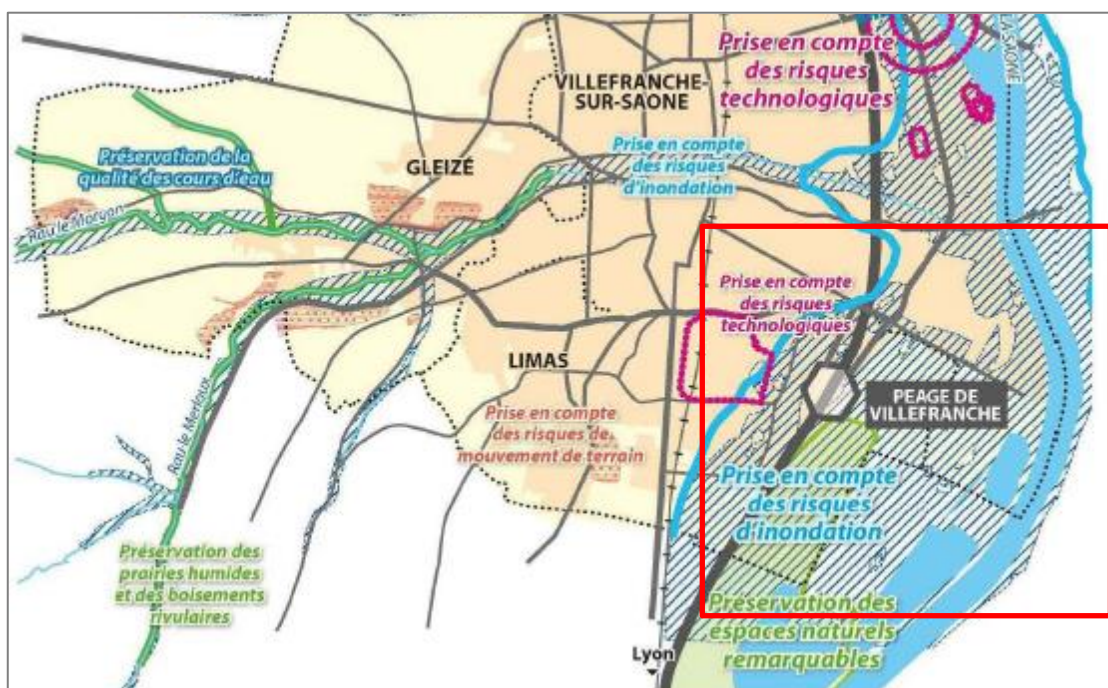 Prise en compte
des risques
technologiques
LA SAONE
VILLEFRANCHE-
SUR-SAONE
Préservation de la
qualité des cours d'eau
GLEIZÉ
Prise en compte
des risques
d'inondation
Rau le Morgon
Prise en compte
des risques
technologiques
LIMAS
PEAGE DE
VILLEFRANCHE
Rau le Merloux
Prise en compte
des risques de
mouvement de terrain
Prise en compte
des risques
d'inondation
Préservation des
prairies humides
et des boisements
rivulaires
Préservation des
espaces naturels
remarquables
Lyon